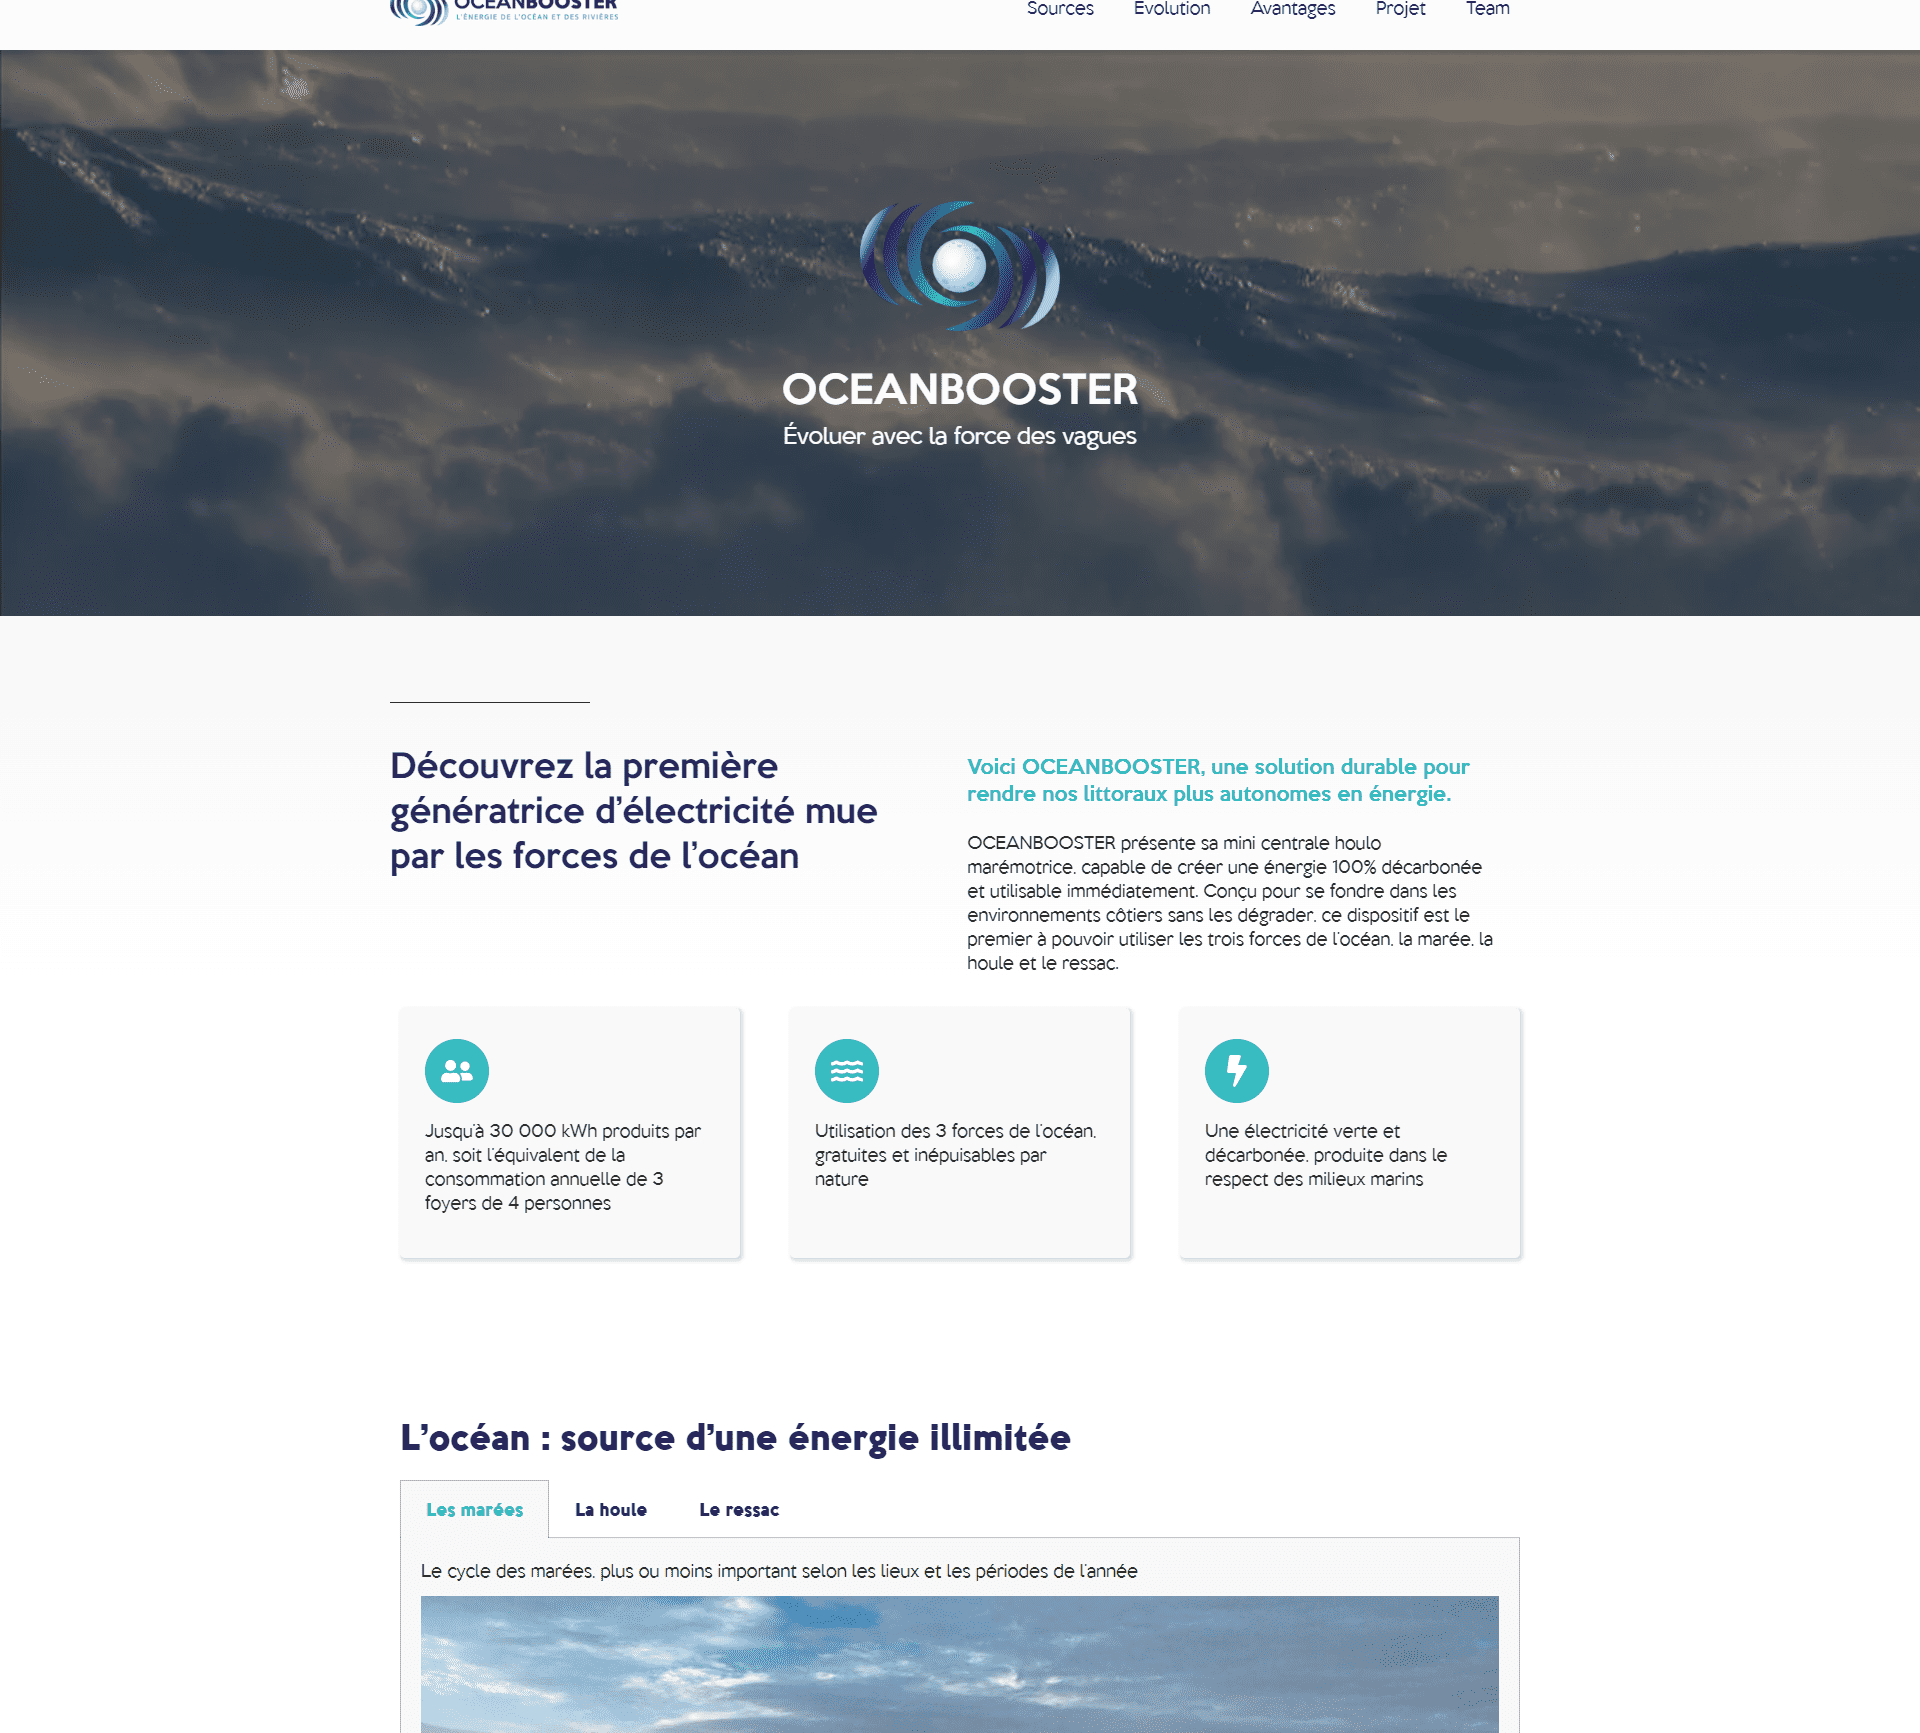 OCEANBOOSTER
L'ÉNERGIE DE L'OCÉAN ET DES RIVIÈRES
Sources Evolution Avantages Projet Team
OCEANBOOSTER
Évoluer avec la force des vagues
Découvrez la première
génératrice d’électricité mue
par les forces de l’océan
Voici OCEANBOOSTER, une solution durable pour
rendre nos littoraux plus autonomes en énergie.
OCEANBOOSTER présente sa mini centrale houlo
marémotrice, capable de créer une énergie 100% décarbonée
et utilisable immédiatement. Conçu pour se fondre dans les
environnements côtiers sans les dégrader, ce dispositif est le
premier à pouvoir utiliser les trois forces de l’océan, la marée, la
houle et le ressac.
Jusqu’à 30 000 kWh produits par
an, soit l’équivalent de la
consommation annuelle de 3
foyers de 4 personnes
Utilisation des 3 forces de l’océan,
gratuites et inépuisables par
nature
Une électricité verte et
décarbonée, produite dans le
respect des milieux marins
L’océan : source d’une énergie illimitée
Les marées La houle Le ressac
Le cycle des marées, plus ou moins important selon les lieux et les périodes de l’année